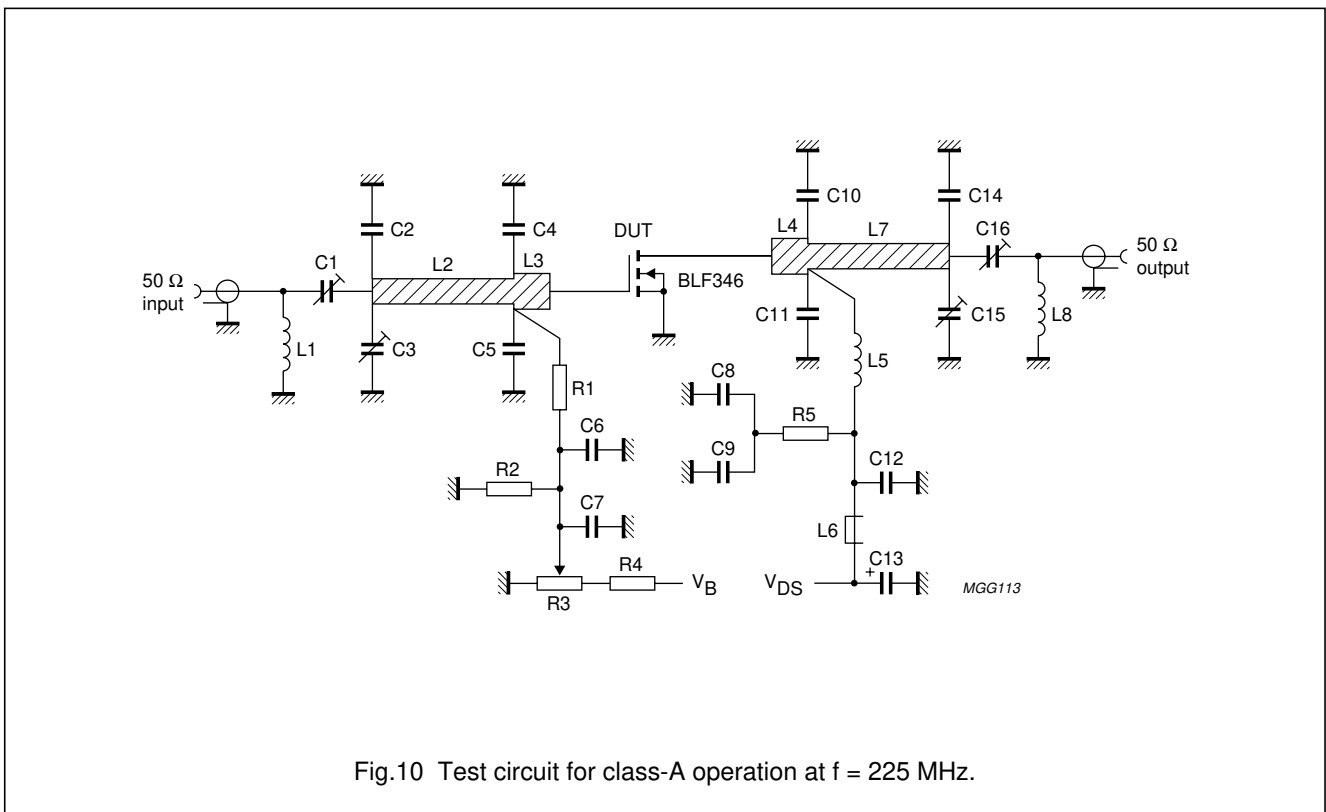 C10
C14
L4
L7
C16
50 Ω
output
C2
C4
DUT
L2
L3
BLF346
50 Ω
input
C1
C11
C15
L8
L1
C3
C5
L5
R1
C8
R5
C6
C9
C12
R2
C7
L6
R4
+
C13
R3
VB
VDS
MGG113
Fig.10 Test circuit for class-A operation at f = 225 MHz.